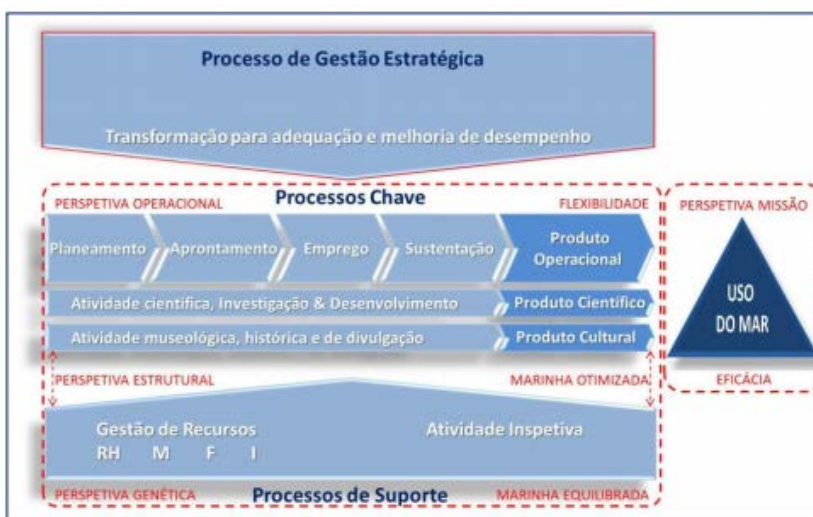 Processo de Gestão Estratégica
Transformação para adequação e melhoria de desempenho
Processos Chave
PERSPETIVA OPERACIONAL
FLEXIBILIDADE
PERSPETIVA MISSÃO
Planeamento
Aprontamento
Emprego
Sustentação
Produto
Operacional
Atividade científica, Investigação & Desenvolvimento
Produto Científico
Atividade museológica, histórica e de divulgação
Produto Cultural
USO
DO MAR
PERSPETIVA ESTRUTURAL
MARINHA OTIMIZADA
EFICÁCIA
Gestão de Recursos
RH M F I
Atividade Inspetiva
PERSPETIVA GENÉTICA
Processos de Suporte
MARINHA EQUILIBRADA